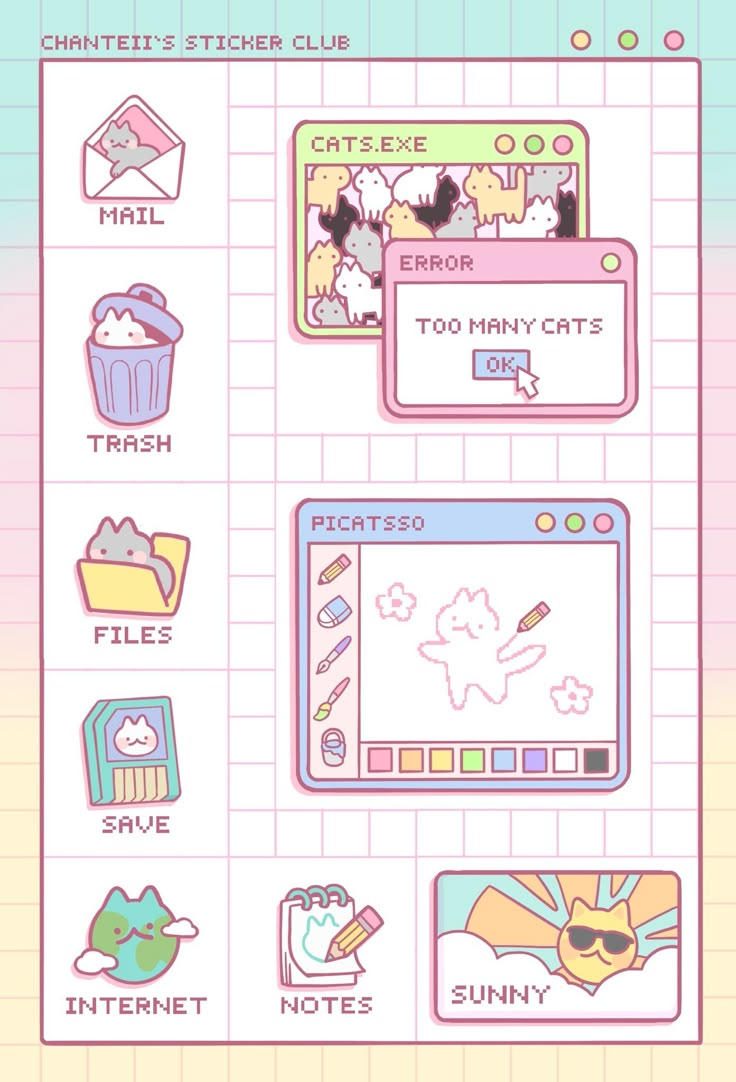 CHANTEII'S STICKER CLUB
MAIL
CATS.EXE
ERROR
TOO MANY CATS
OK
TRASH
PICATSSO
FILES
SAVE
INTERNET
NOTES
SUNNY